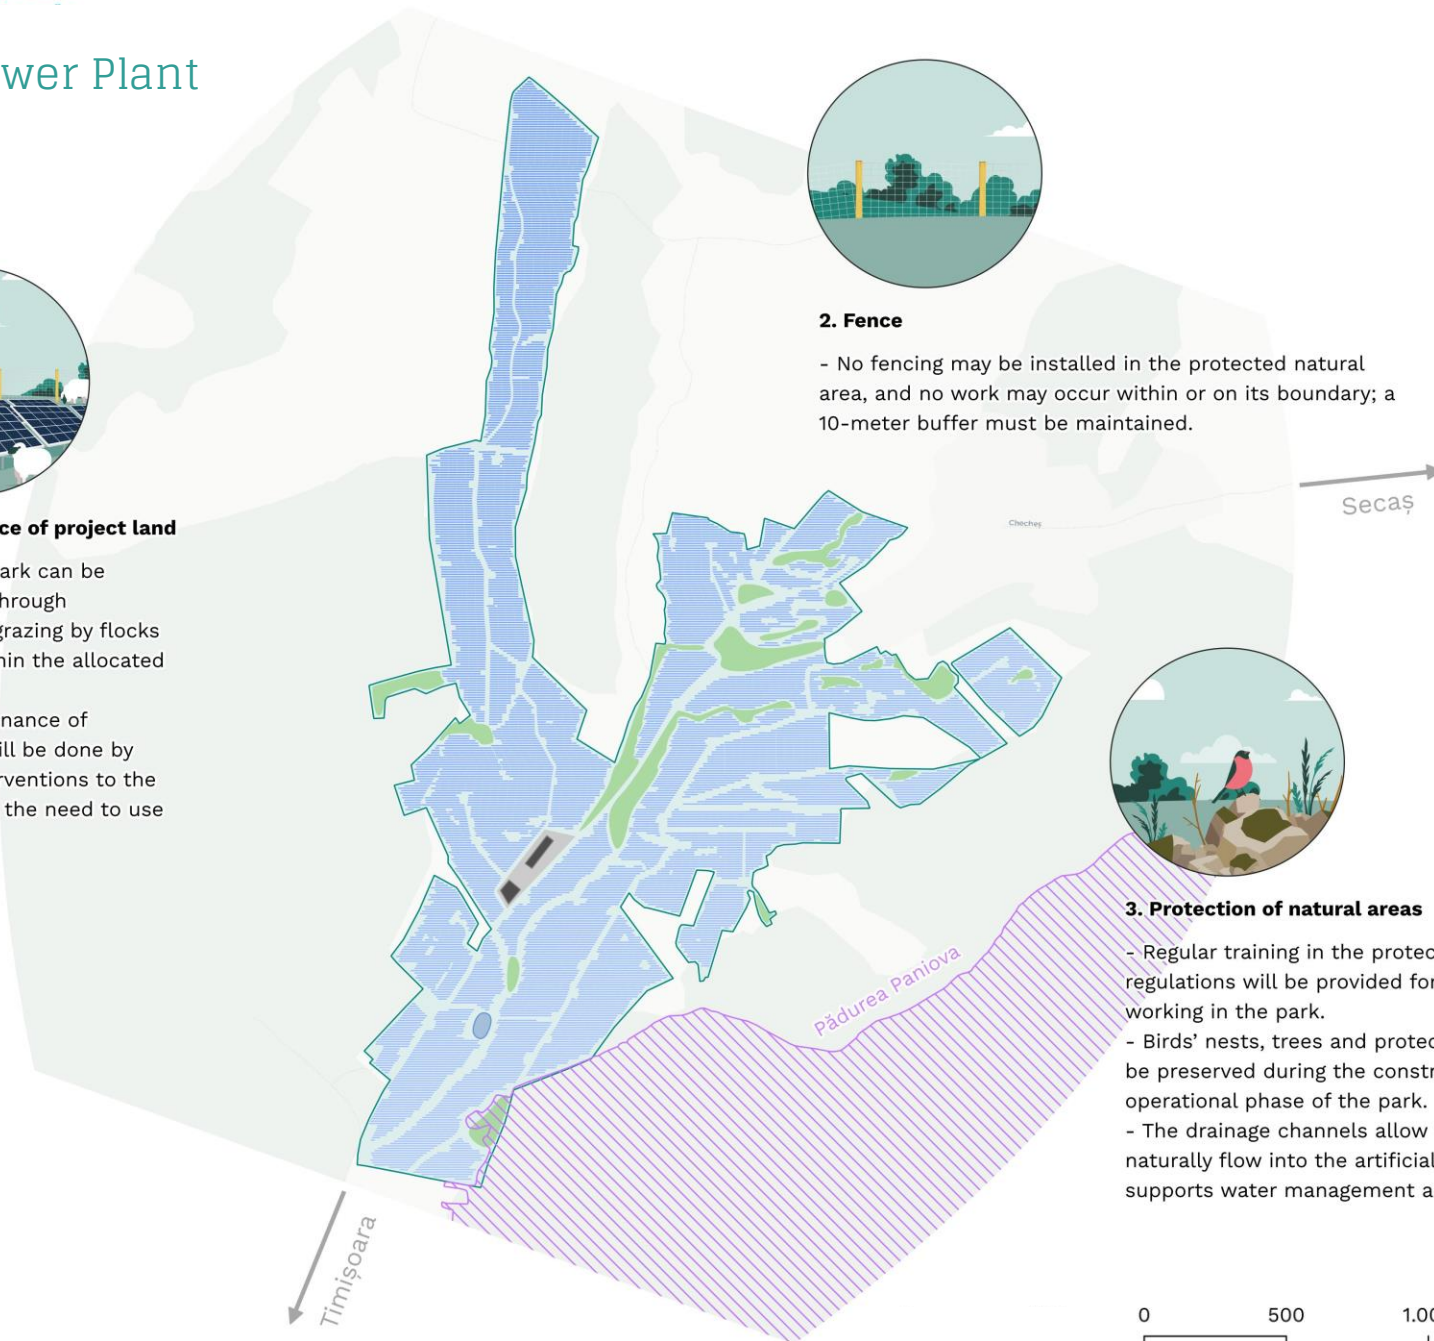 wer Plant
2. Fence
- No fencing may be installed in the protected natural
area, and no work may occur within or on its boundary; a
10-meter buffer must be maintained.
Secaș
Checheș
ce of project land
ark can be
hrough
grazing by flocks
hin the allocated
nance of
ill be done by
rventions to the
the need to use
3. Protection of natural areas
- Regular training in the protec
regulations will be provided for
working in the park.
- Birds’ nests, trees and protec
be preserved during the constr
operational phase of the park.
- The drainage channels allow
naturally flow into the artificial
supports water management a
Pădurea Paniova
Timișoara
0 500 1.00